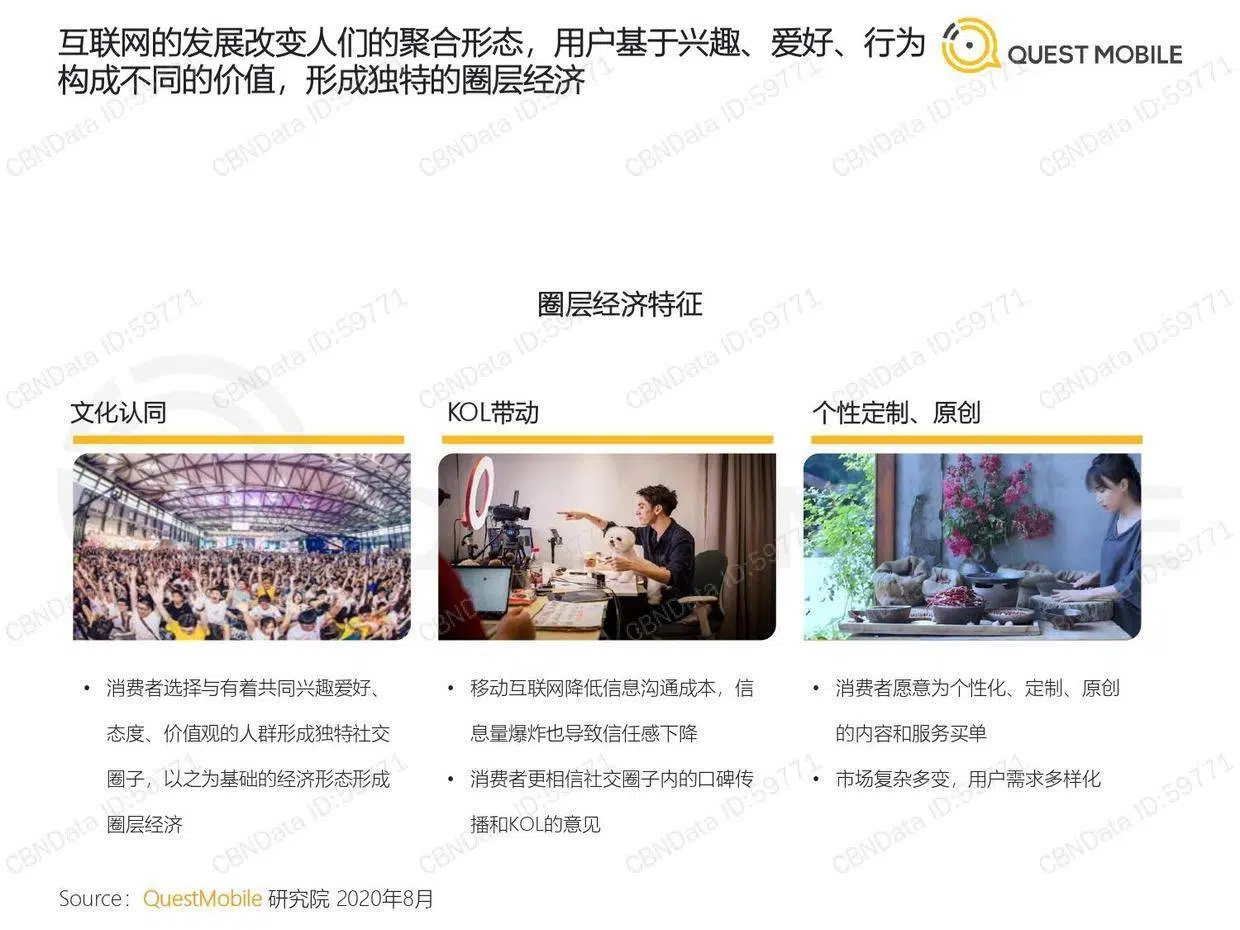 互联网的发展改变人们的聚合形态，用户基于兴趣、爱好、行为
构成不同的价值，形成独特的圈层经济
QUEST MOBILE
圈层经济特征
文化认同
KOL带动
个性定制、原创
• 消费者选择与有着共同兴趣爱好、
态度、价值观的人群形成独特社交
圈子，以之为基础的经济形态形成
圈层经济
• 移动互联网降低信息沟通成本，信
息量爆炸也导致信任感下降
• 消费者更相信社交圈子内的口碑传
播和KOL的意见
• 消费者愿意为个性化、定制、原创
的内容和服务买单
• 市场复杂多变，用户需求多样化
Source：QuestMobile 研究院 2020年8月
CBNData ID:59771